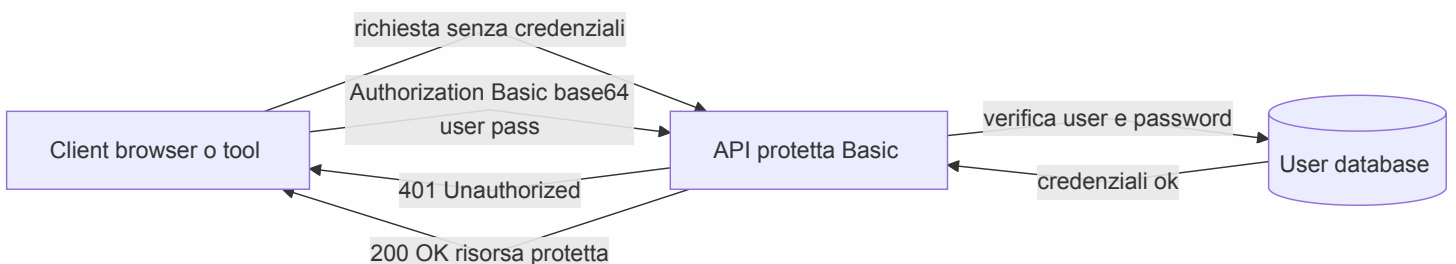 richiesta senza credenziali
Authorization Basic base64
user pass
verifica user e password
Client browser o tool
API protetta Basic
User database
401 Unauthorized
credenziali ok
200 OK risorsa protetta